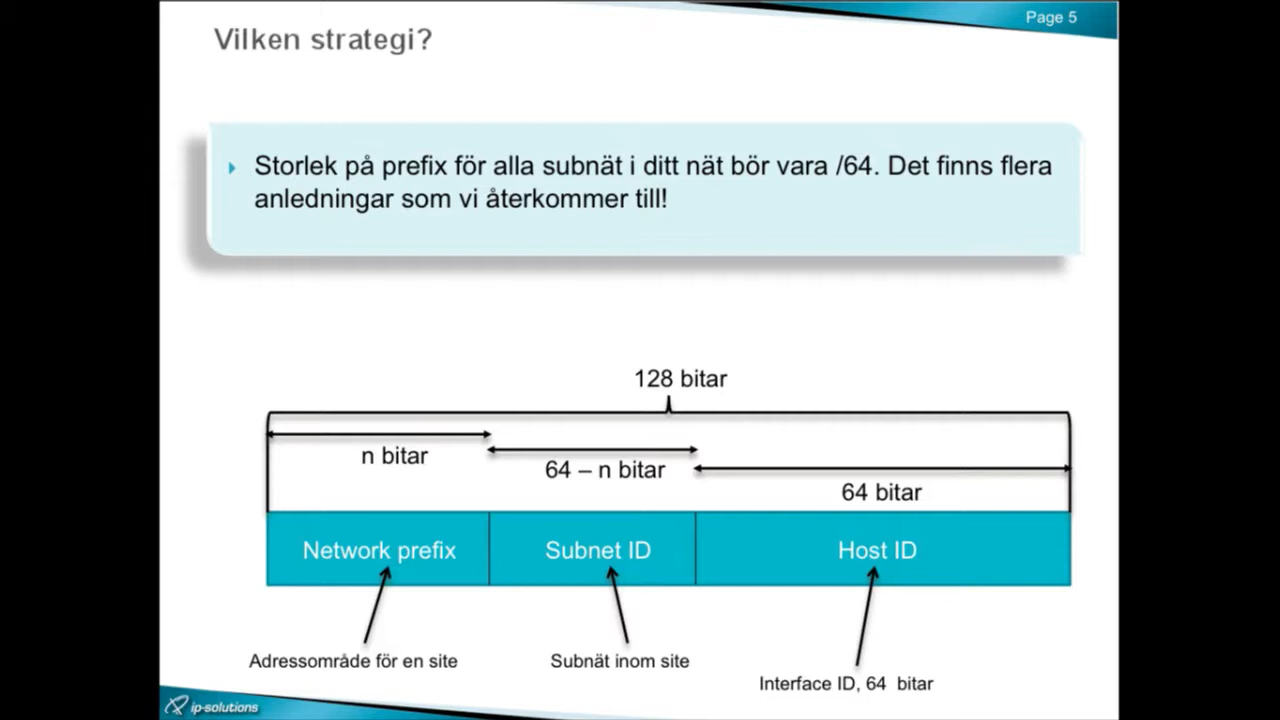 Page 5
Vilken strategi?
Storlek på prefix för alla subnät i ditt nät bör vara /64. Det finns flera
anledningar som vi återkommer till!
128 bitar
n bitar
64 – n bitar
64 bitar
Network prefix
Subnet ID
Host ID
Adressområde för en site
Subnät inom site
Interface ID, 64 bitar
ip-solutions